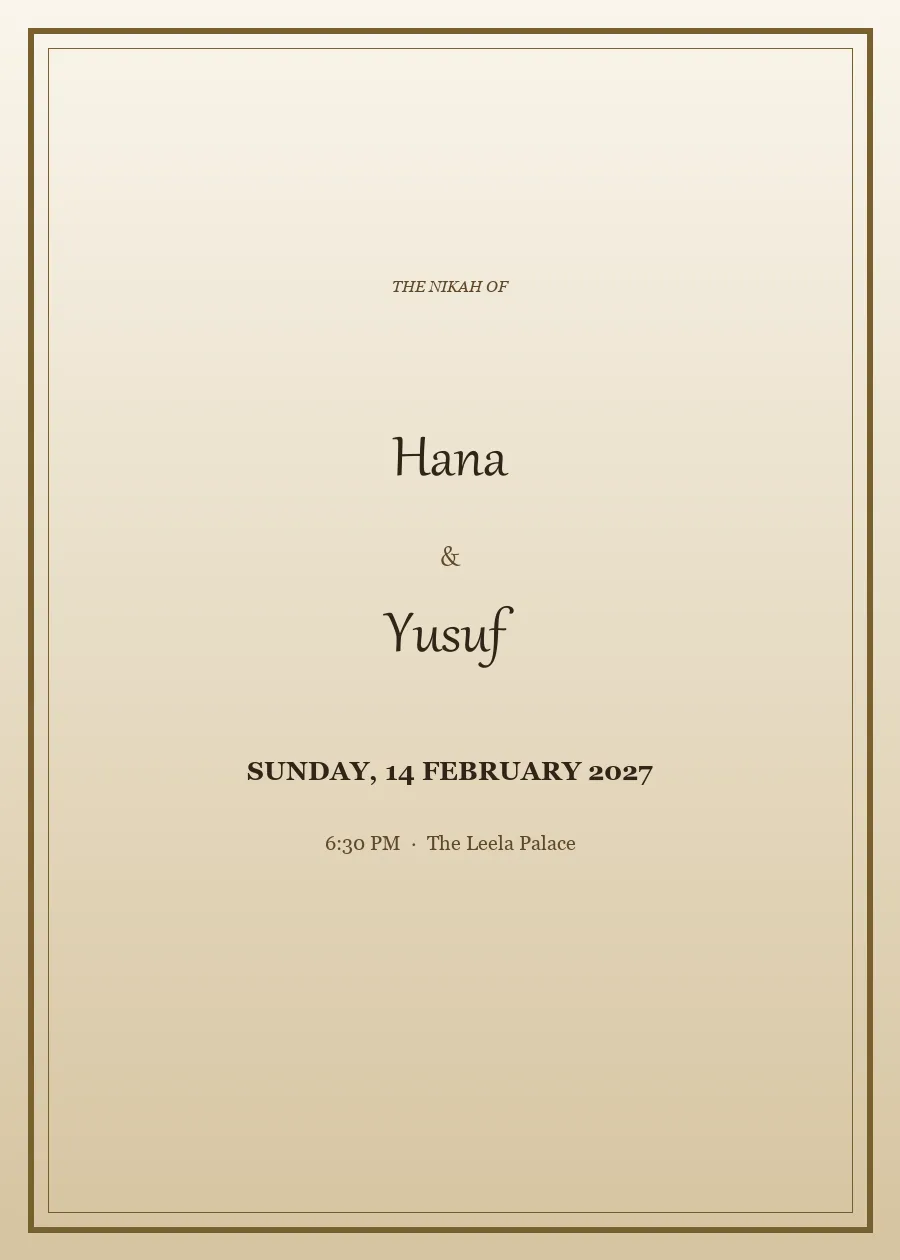 THE NIKAH OF
Hana
&
Yusuf
SUNDAY, 14 FEBRUARY 2027
6:30 PM · The Leela Palace